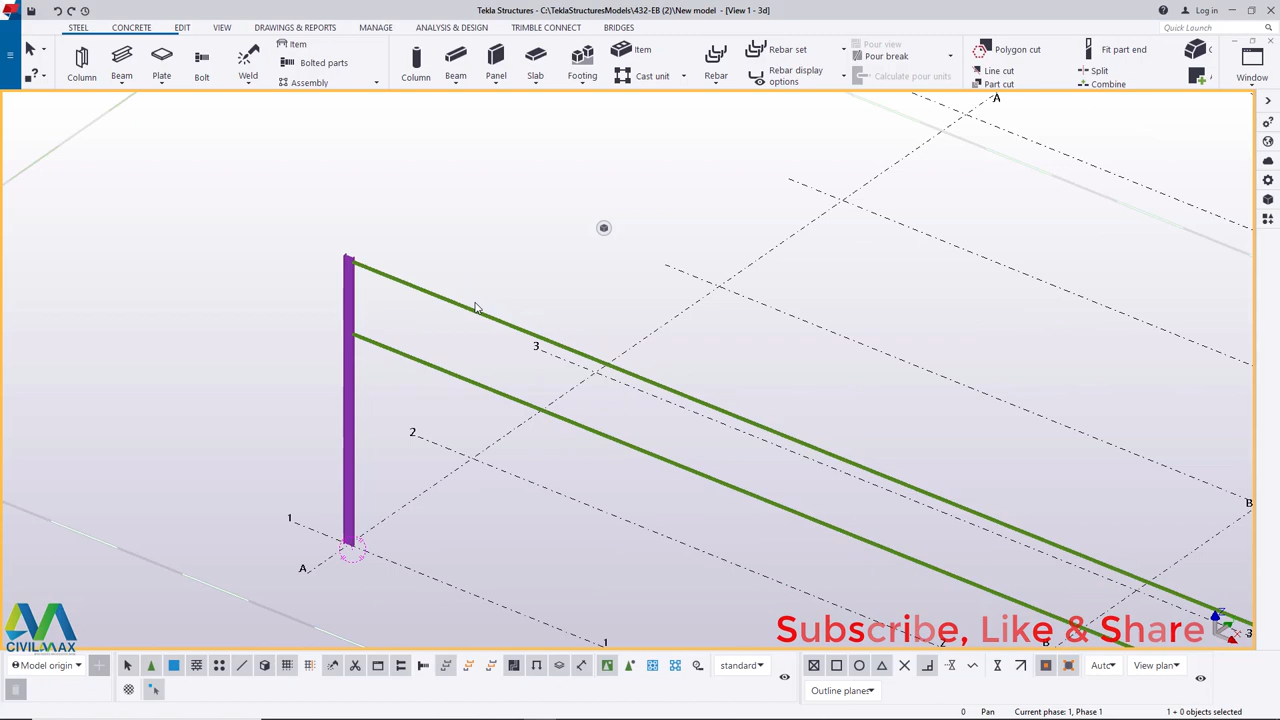 Tekla Structures - C:\TeklaStructuresModels\432-EB (2)\New model - [View 1 - 3d]
Log in
STEEL CONCRETE EDIT VIEW DRAWINGS & REPORTS MANAGE ANALYSIS & DESIGN TRIMBLE CONNECT BRIDGES
Quick Launch
Column Beam Plate Bolt Weld
Item
Bolted parts
Assembly
Column Beam Panel Slab Footing
Item
Cast unit
Rebar
Rebar set
Rebar display options
Pour view
Pour break
Calculate pour units
Polygon cut
Line cut
Part cut
Fit part end
Split
Combine
Window
A
3
2
1
A
B
1
2
B
3
CIVILMAX
Subscribe, Like & Share
Model origin
standard
Auto
View plan
Outline planes
0 Pan Current phase: 1, Phase 1 1 + 0 objects selected